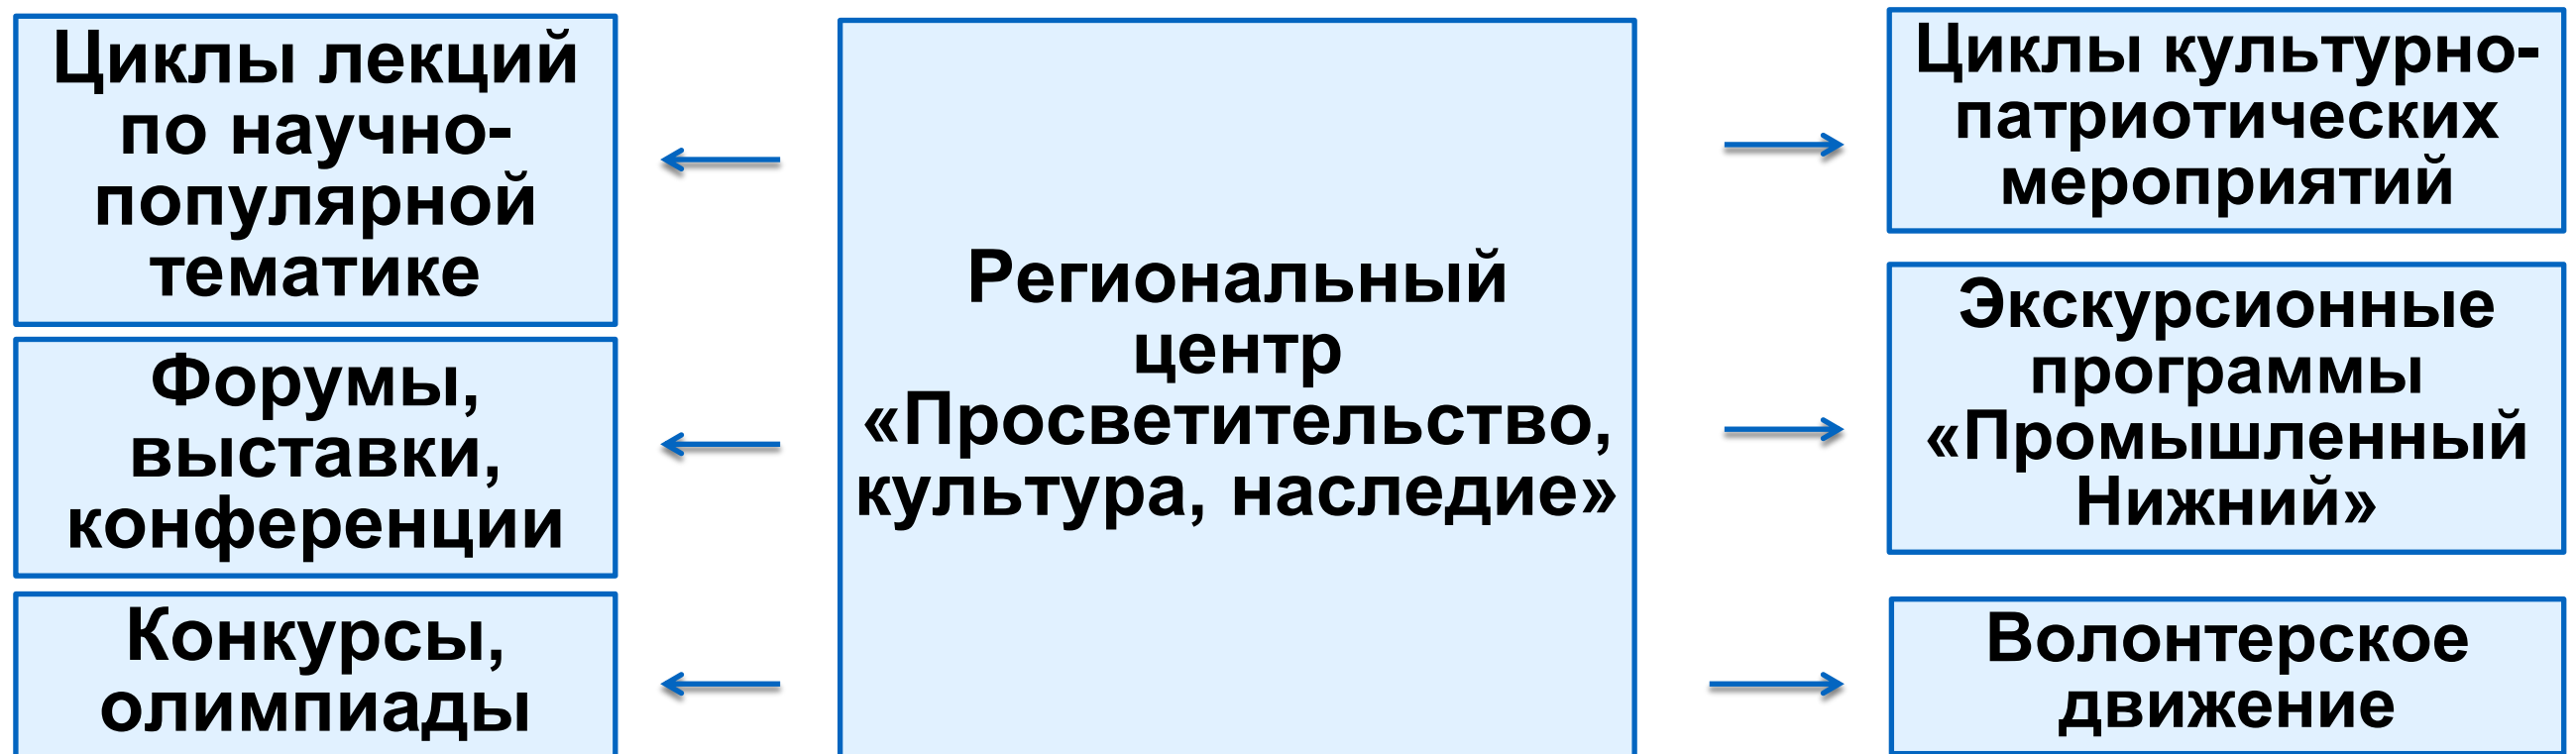 Циклы лекций
по научно-
популярной
тематике
Форумы,
выставки,
конференции
Конкурсы,
олимпиады
Региональный
центр
«Просветительство,
культура, наследие»
Циклы культурно-
патриотических
мероприятий
Экскурсионные
программы
«Промышленный
Нижний»
Волонтерское
движение